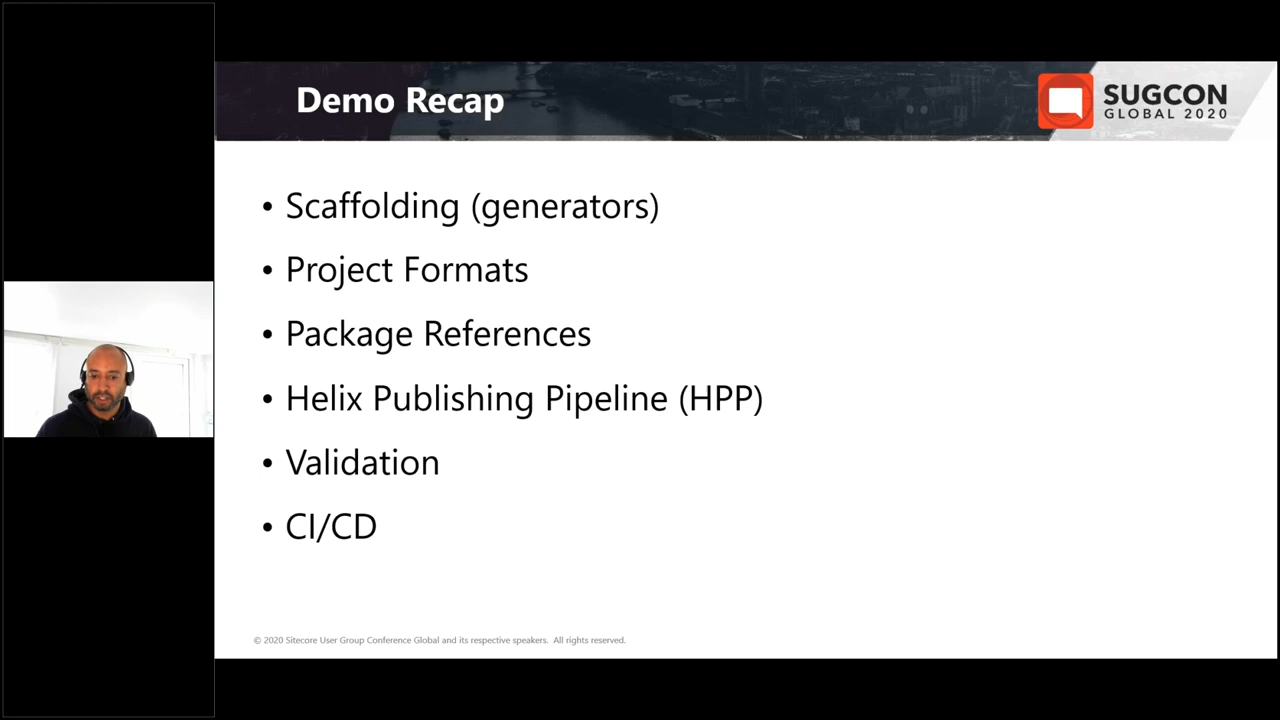 Demo Recap
SUGCON
GLOBAL 2020
• Scaffolding (generators)
• Project Formats
• Package References
• Helix Publishing Pipeline (HPP)
• Validation
• CI/CD
© 2020 Sitecore User Group Conference Global and its respective speakers. All rights reserved.